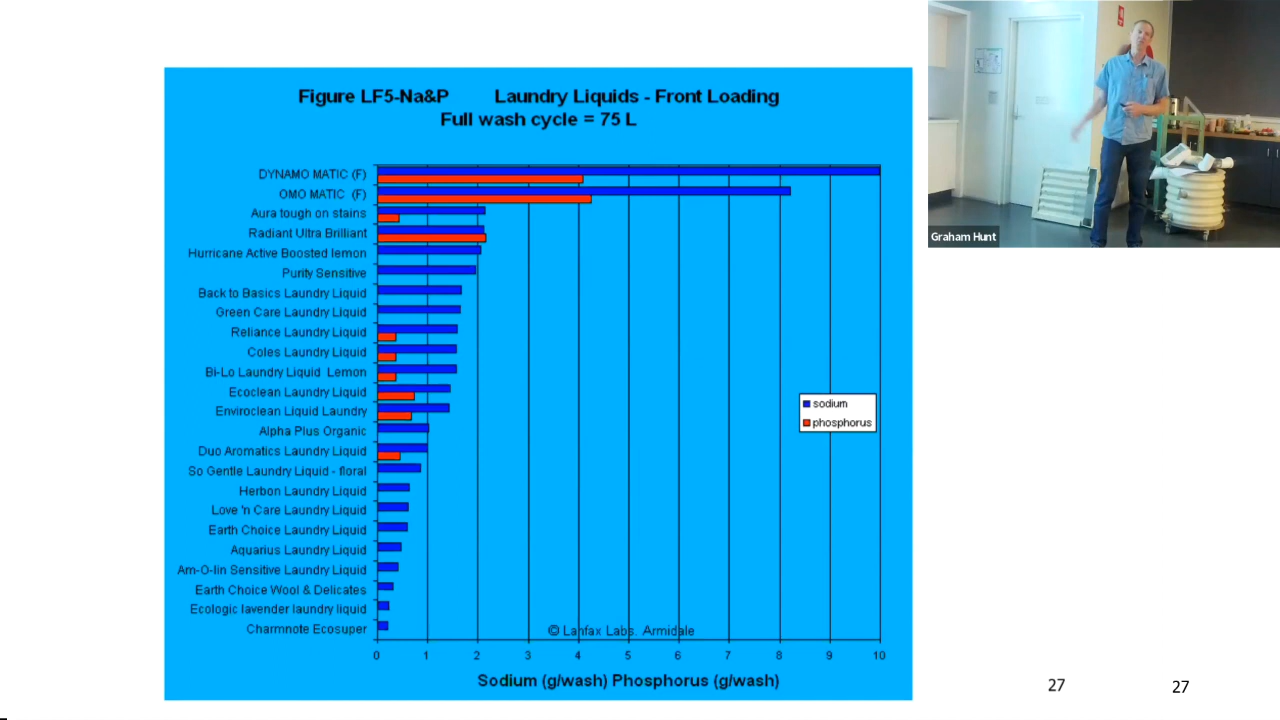 Figure LF5-Na&P Laundry Liquids - Front Loading
Full wash cycle = 75 L
DYNAMO MATIC (F)
OMO MATIC (F)
Aura tough on stains
Radiant Ultra Brilliant
Hurricane Active Boosted lemon
Purity Sensitive
Back to Basics Laundry Liquid
Green Care Laundry Liquid
Reliance Laundry Liquid
Coles Laundry Liquid
Bi-Lo Laundry Liquid Lemon
Ecoclean Laundry Liquid
Enviroclean Liquid Laundry
Alpha Plus Organic
Duo Aromatics Laundry Liquid
So Gentle Laundry Liquid - floral
Herbon Laundry Liquid
Love 'n Care Laundry Liquid
Earth Choice Laundry Liquid
Aquarius Laundry Liquid
Am-O-lin Sensitive Laundry Liquid
Earth Choice Wool & Delicates
Ecologic lavender laundry liquid
Charmnote Ecosuper
sodium
phosphorus
© Lanfax Labs. Armidale
0 1 2 3 4 5 6 7 8 9 10
Sodium (g/wash) Phosphorus (g/wash)
Graham Hunt
27 27